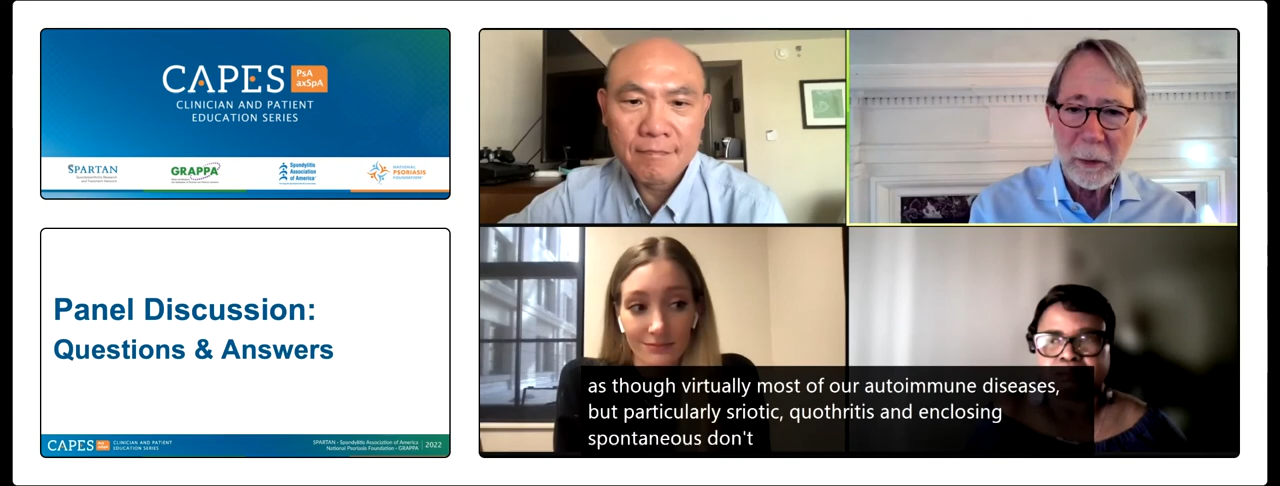 CAPES PsA
axSpA
CLINICIAN AND PATIENT
EDUCATION SERIES
SPARTAN
GRAPPA
Spondylitis
Association
of America
NATIONAL
PSORIASIS
FOUNDATION
Panel Discussion:
Questions & Answers
CAPES PsA axSpA
CLINICIAN AND PATIENT
EDUCATION SERIES
SPARTAN - Spondylitis Association of America
National Psoriasis Foundation - GRAPPA
2022
as though virtually most of our autoimmune diseases,
but particularly sriotic, quothritis and enclosing
spontaneous don't